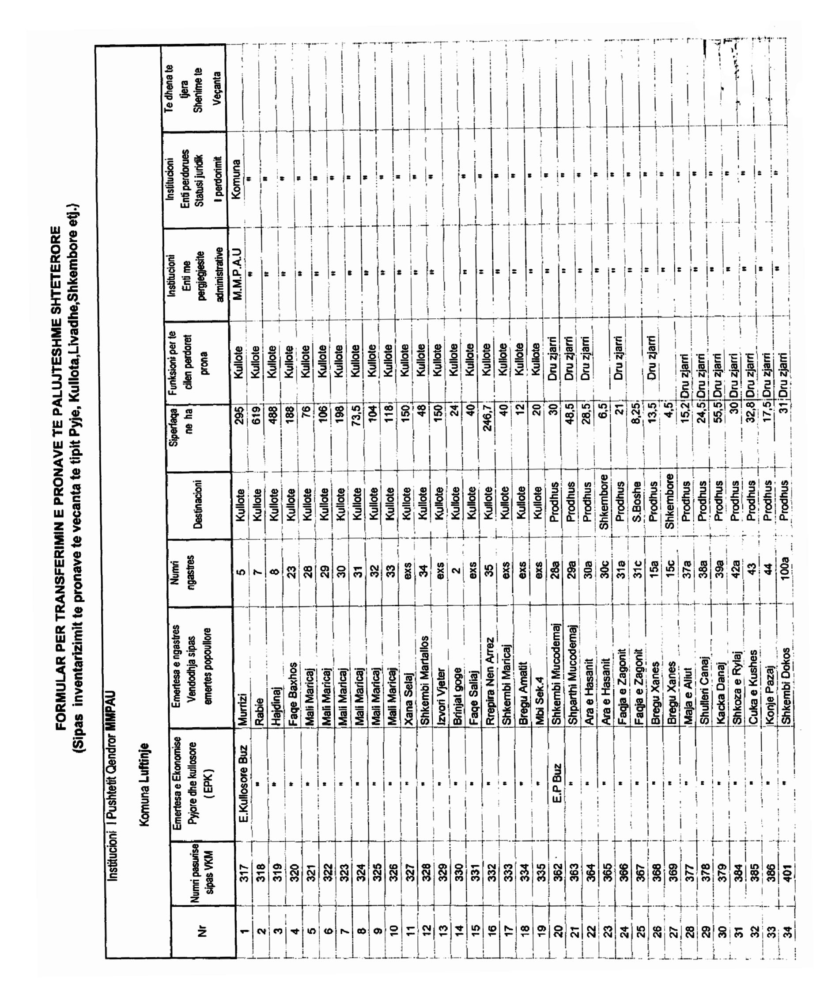 FORMULAR PER TRANSFERIMIN E PRONAVE TE PALUJTESHME SHTETERORE
(Sipas inventarizimit te pronave te vecanta te tipit Pyje, Kullota,Livadhe,Shkembore etj.)
Institucioni I Pushtetit Qendror MMPAU
Komuna Luftinje
Nr | Numri pasurise sipas VKM | Emertesa e Ekonomise Pyjore dhe kullosore ( EPK ) | Emertesa e ngastres Vendodhja sipas emertes popoullore | Numri ngastres | Destinacioni | Siperfaqa ne ha | Funksioni per te cilen perdoret prona | Institucioni Enti me pergjegjesite administrative | Institucioni Enti perdorues Statusi juridik I perdorimit | Te dhena te tjera Shenime te Veçanta
1 317 E.Kullosore Buz Murrizi 5 Kullote 295 Kullote M.M.P.A.U Komuna
2 318 " Rabie 7 Kullote 619 Kullote " "
3 319 " Hajdinaj 8 Kullote 488 Kullote " "
4 320 " Faqe Baxhos 23 Kullote 188 Kullote " "
5 321 " Mali Maricaj 28 Kullote 76 Kullote " "
6 322 " Mali Maricaj 29 Kullote 106 Kullote " "
7 323 " Mali Maricaj 30 Kullote 198 Kullote " "
8 324 " Mali Maricaj 31 Kullote 73,5 Kullote " "
9 325 " Mali Maricaj 32 Kullote 104 Kullote " "
10 326 " Mali Maricaj 33 Kullote 118 Kullote " "
11 327 " Xana Selaj exs Kullote 150 Kullote " "
12 328 " Shkembi Martallos 34 Kullote 48 Kullote " "
13 329 " Izvori Vjeter exs Kullote 150 Kullote " "
14 330 " Brinjat goge 2 Kullote 24 Kullote
15 331 " Faqe Saliaj exs Kullote 40 Kullote " "
16 332 " Rrepira Nen Arrez 35 Kullote 246,7 Kullote " "
17 333 " Shkembi Maricaj exs Kullote 40 Kullote " "
18 334 " Bregu Amatit exs Kullote 12 Kullote " "
19 335 " Mbi Sek.4 exs Kullote 20 Kullote " "
20 362 E.P Buz Shkembi Mucodemaj 28a Prodhus 30 Dru zjarri " "
21 363 " Shparthi Mucodemaj 29a Prodhus 48,5 Dru zjarri " "
22 364 " Ara e Hasanit 30a Prodhus 28,5 Dru zjarri " "
23 365 " Ara e Hasanit 30c Shkembore 6,5 " "
24 366 " Faqja e Zagonit 31a Prodhus 21 Dru zjarri " "
25 367 " Faqja e Zagonit 31c S.Boshe 8,25 " "
26 368 " Bregu Xanes 15a Prodhus 13,5 Dru zjarri " "
27 369 " Bregu Xanes 15c Shkembore 4,5 " "
28 377 " Maja e Aliut 37a Prodhus 15,2 Dru zjarri " "
29 378 " Shulleri Canaj 38a Prodhus 24,5 Dru zjarri " "
30 379 " Kacka Danaj 39a Prodhus 55,5 Dru zjarri " "
31 384 " Shkoza e Rylaj 42a Prodhus 30 Dru zjarri " "
32 385 " Cuka e Kushes 43 Prodhus 32,8 Dru zjarri " "
33 386 " Konje Pazaj 44 Prodhus 17,5 Dru zjarri " "
34 401 " Shkembi Dokos 100a Prodhus 31 Dru zjarri " "